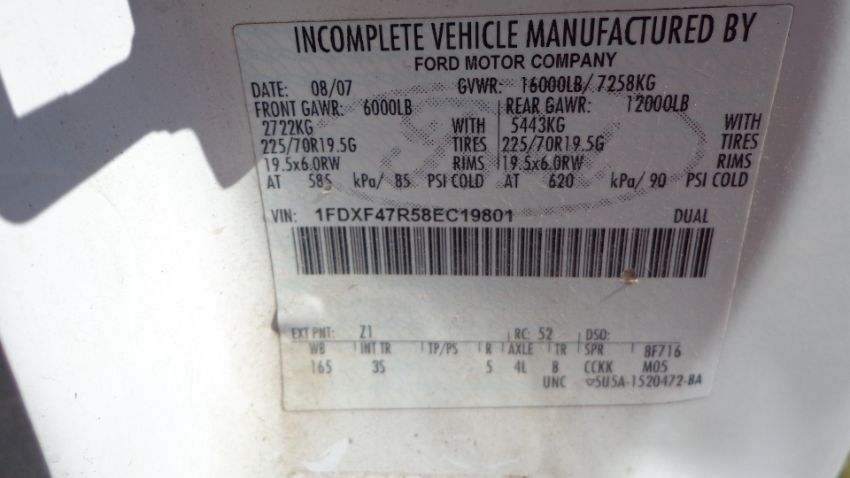 INCOMPLETE VEHICLE MANUFACTURED BY
FORD MOTOR COMPANY
DATE: 08/07 GVWR: 16000LB/ 7258KG
FRONT GAWR: 6000LB REAR GAWR: 12000LB
2722KG WITH 5443KG WITH
225/70R19.5G TIRES 225/70R19.5G TIRES
19.5x6.0RW RIMS 19.5x6.0RW RIMS
AT 585 kPa/ 85 PSI COLD AT 620 kPa/ 90 PSI COLD
VIN: 1FDXF47R58EC19801 DUAL
EXT PNT: Z1 RC: 52 DSO:
WB INT TR TP/PS R AXLE TR SPR 8F716
165 3S 5 4L B CCKK M05
UNC 5U5A-1520472-BA